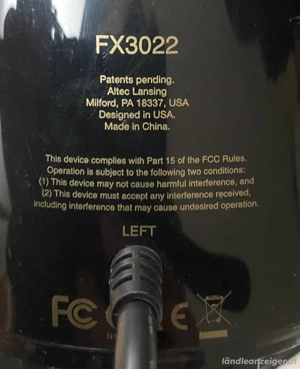 FX3022
Patents pending.
Altec Lansing
Milford, PA 18337, USA
Designed in USA.
Made in China.
This device complies with Part 15 of the FCC Rules.
Operation is subject to the following two conditions:
(1) This device may not cause harmful interference, and
(2) This device must accept any interference received,
including interference that may cause undesired operation.
LEFT
FC
ländleanzeiger.at